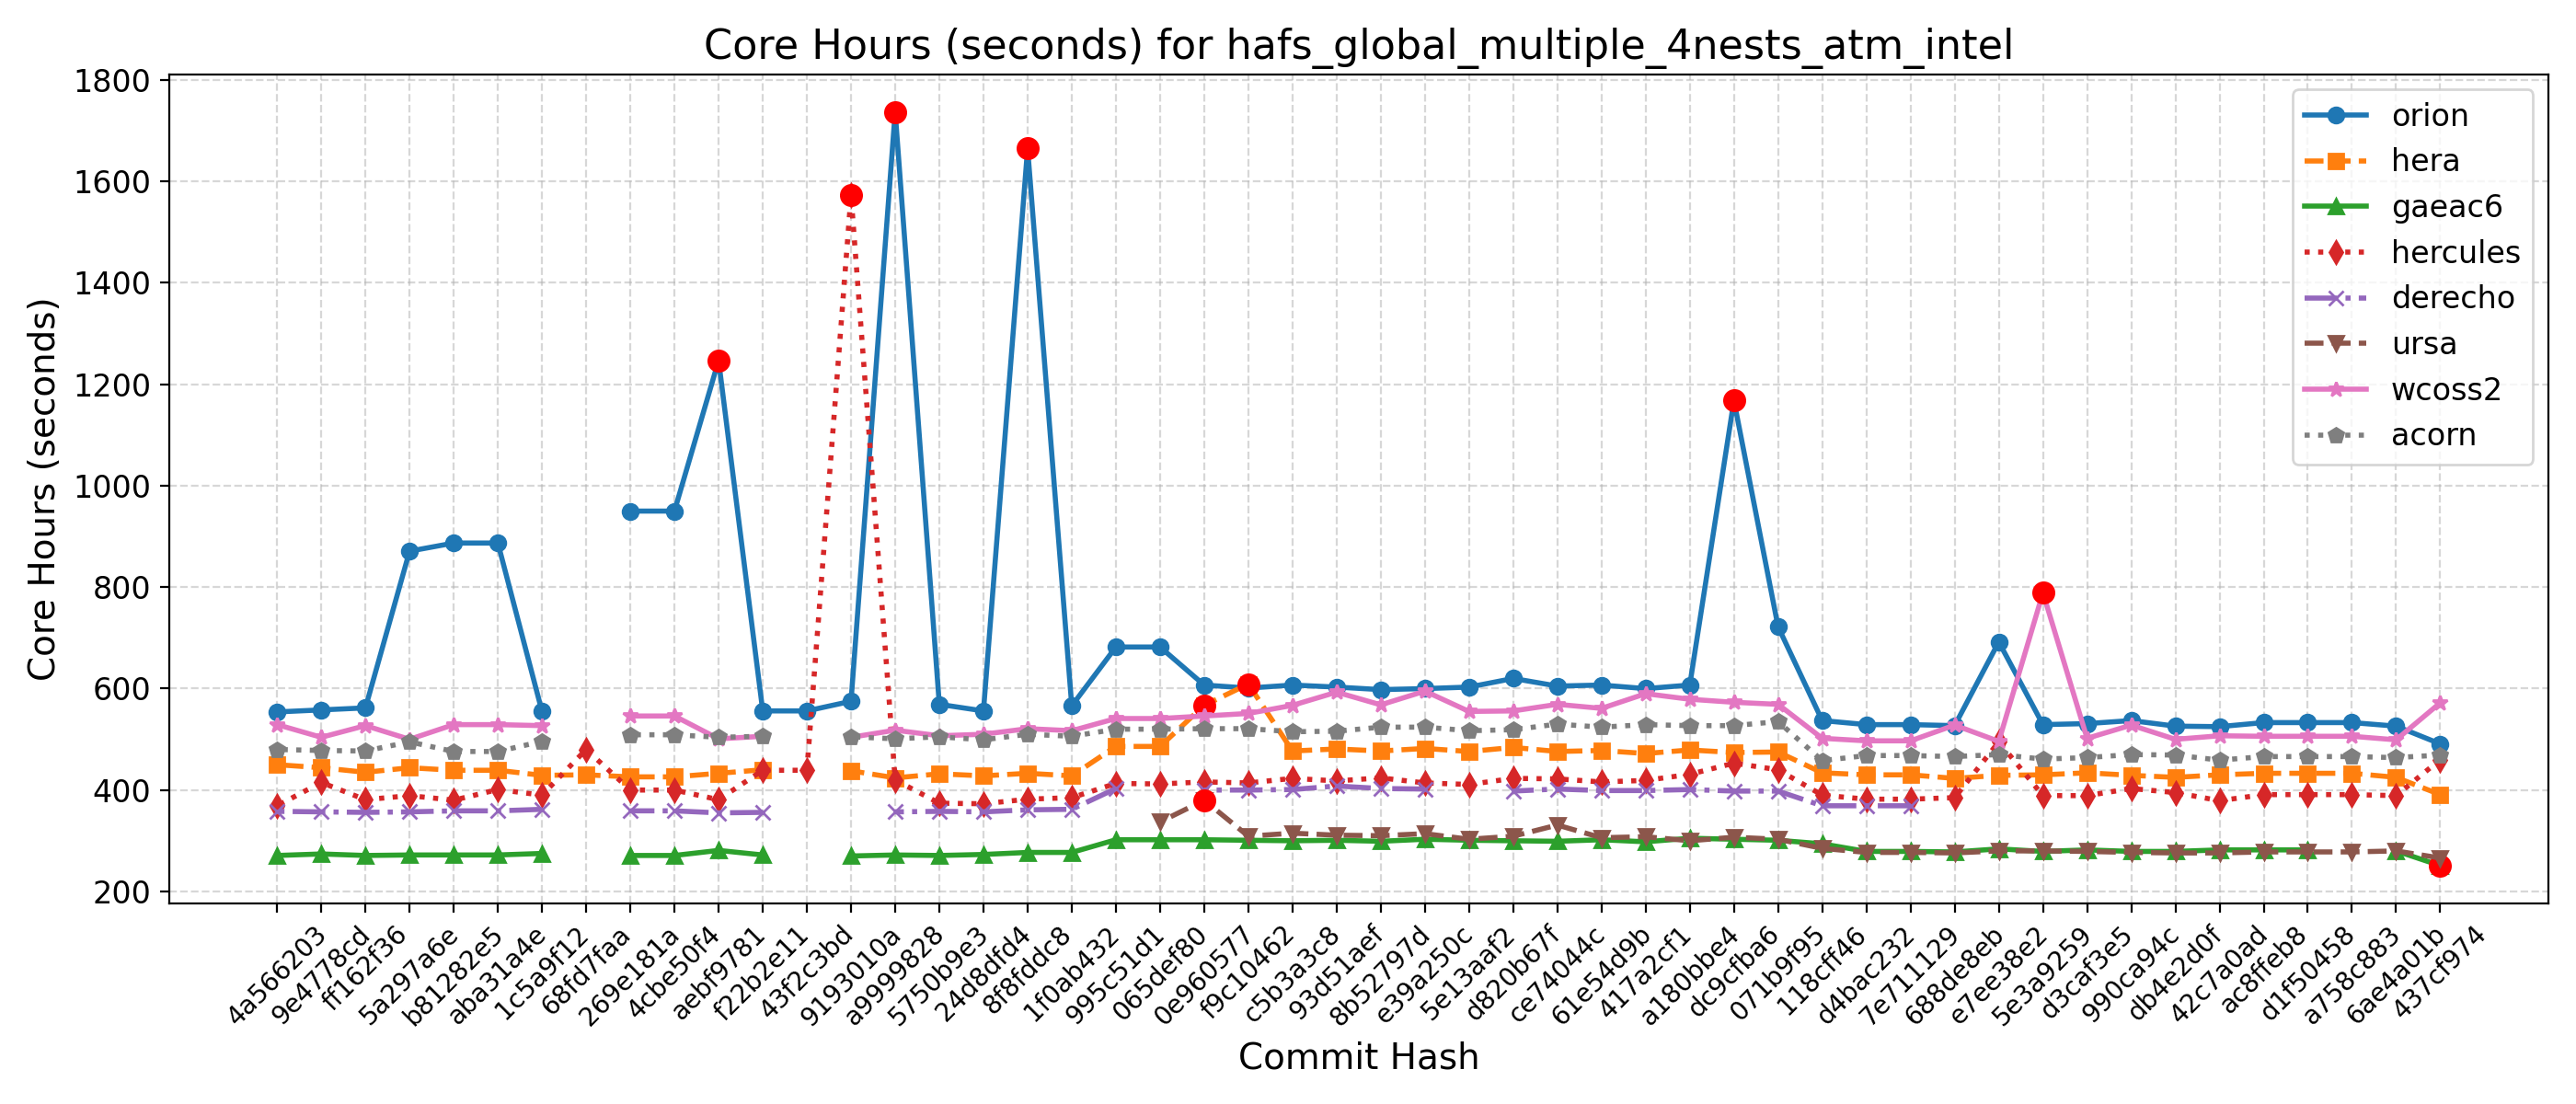 Core Hours (seconds) for hafs_global_multiple_4nests_atm_intel
Core Hours (seconds)
1800
1600
1400
1200
1000
800
600
400
200
orion
hera
gaeac6
hercules
derecho
ursa
wcoss2
acorn
4a566203
9e4778cd
ff162f36
5a297a6e
b81282e5
aba31a4e
1c5a9f12
68fd7faa
269e181a
4cbe50f4
aebf9781
f22b2e11
43f2c3bd
9193010a
a9999828
5750b9e3
24d8dfd4
8f8fddc8
1f0ab432
995c51d1
065def80
0e960577
f9c10462
c5b3a3c8
93d51aef
8b52797d
e39a250c
5e13aaf2
d820b67f
ce74044c
61e54d9b
417a2cf1
a180bbe4
dc9cfba6
071b9f95
118cff46
d4bac232
7e711129
688de8eb
e7ee38e2
5e3a9259
d3caf3e5
990ca94c
db4e2d0f
42c7a0ad
ac8ffeb8
d1f50458
a758c883
6ae4a01b
437cf974
Commit Hash